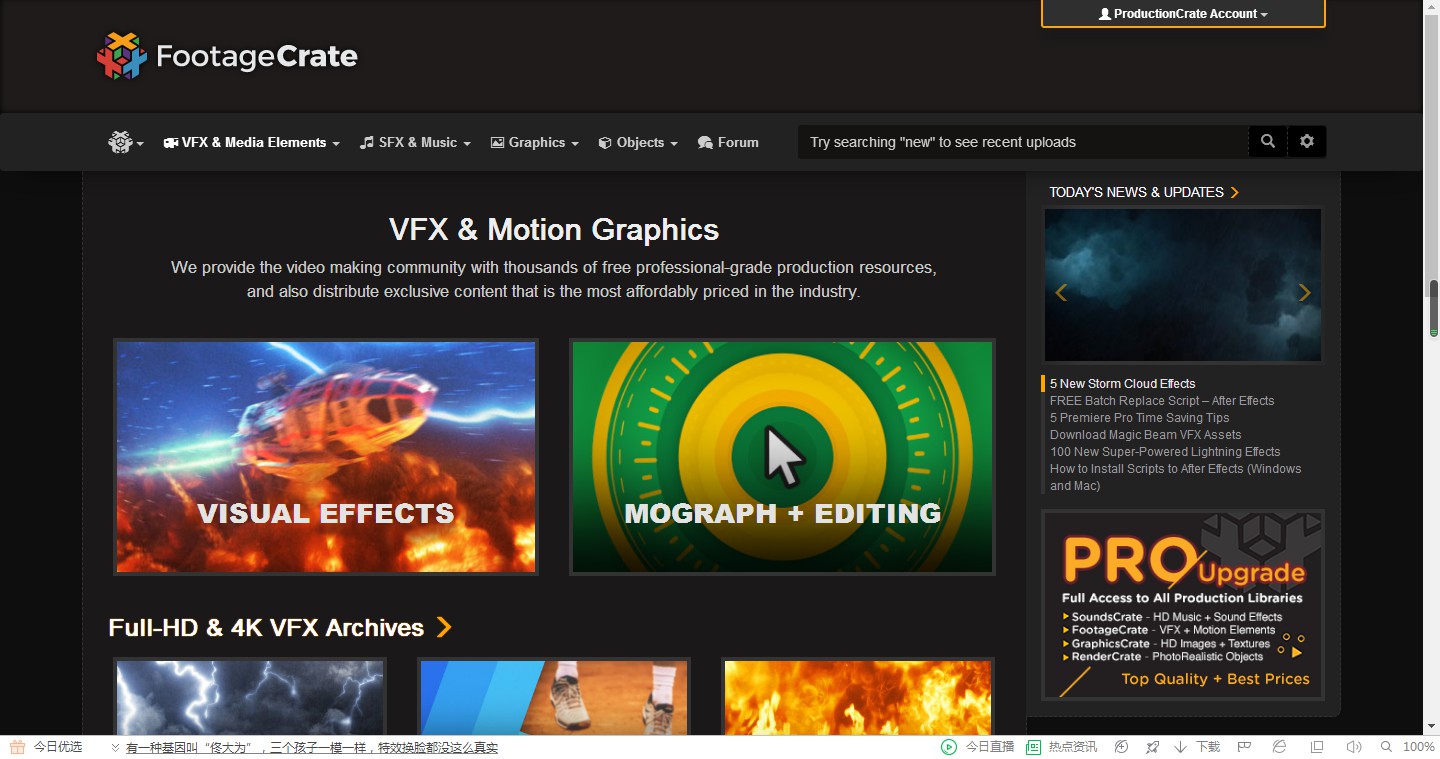 ProductionCrate Account
FootageCrate
VFX & Media Elements
SFX & Music
Graphics
Objects
Forum
Try searching "new" to see recent uploads
TODAY'S NEWS & UPDATES
VFX & Motion Graphics
We provide the video making community with thousands of free professional-grade production resources,
and also distribute exclusive content that is the most affordably priced in the industry.
VISUAL EFFECTS
MOGRAPH + EDITING
5 New Storm Cloud Effects
FREE Batch Replace Script – After Effects
5 Premiere Pro Time Saving Tips
Download Magic Beam VFX Assets
100 New Super-Powered Lightning Effects
How to Install Scripts to After Effects (Windows
and Mac)
PRO
Upgrade
Full Access to All Production Libraries
SoundsCrate - HD Music + Sound Effects
FootageCrate - VFX + Motion Elements
GraphicsCrate - HD Images + Textures
RenderCrate - PhotoRealistic Objects
Top Quality + Best Prices
Full-HD & 4K VFX Archives
今日优选
有一种基因叫“佟大为”，三个孩子一模一样，特效换脸都没这么真实
今日直播
热点资讯
下载
100%